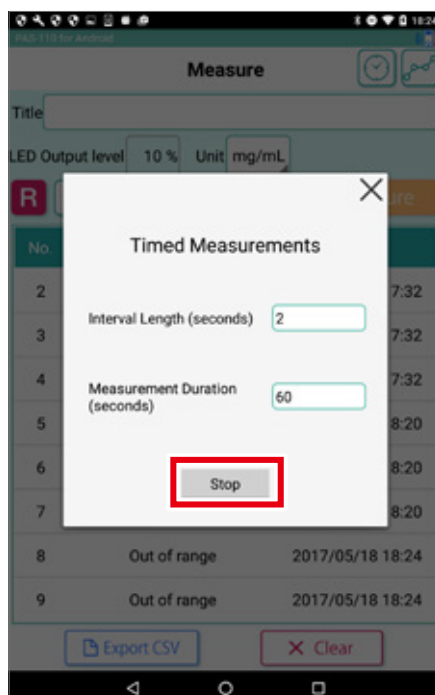 18:24
PAS-110 for Android
Measure
Title
LED Output level 10 % Unit mg/mL
R ure
No.
Timed Measurements
2 7:32
Interval Length (seconds) 2
3 7:32
4 7:32
Measurement Duration
(seconds) 60
5 8:20
6 8:20
Stop
7 8:20
8 Out of range 2017/05/18 18:24
9 Out of range 2017/05/18 18:24
Export CSV X Clear